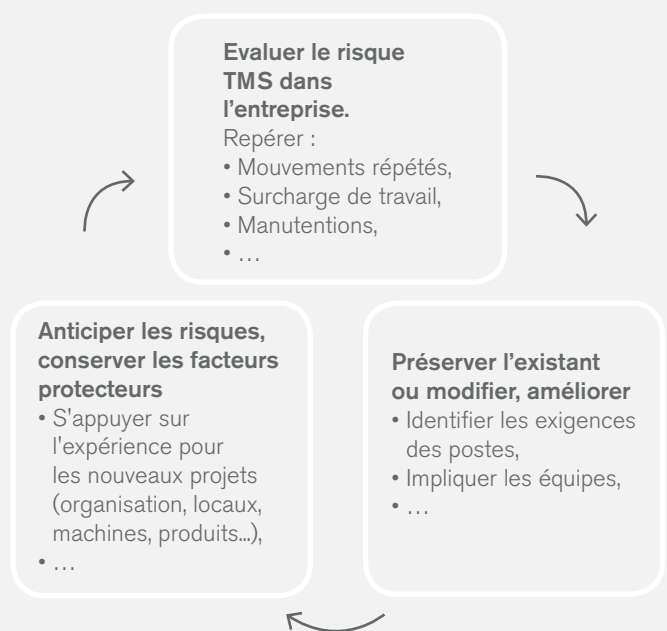 Evaluer le risque
TMS dans
l’entreprise.
Repérer :
• Mouvements répétés,
• Surcharge de travail,
• Manutentions,
• …
Anticiper les risques,
conserver les facteurs
protecteurs
• S'appuyer sur
l'expérience pour
les nouveaux projets
(organisation, locaux,
machines, produits...),
• …
Préserver l’existant
ou modifier, améliorer
• Identifier les exigences
des postes,
• Impliquer les équipes,
• …